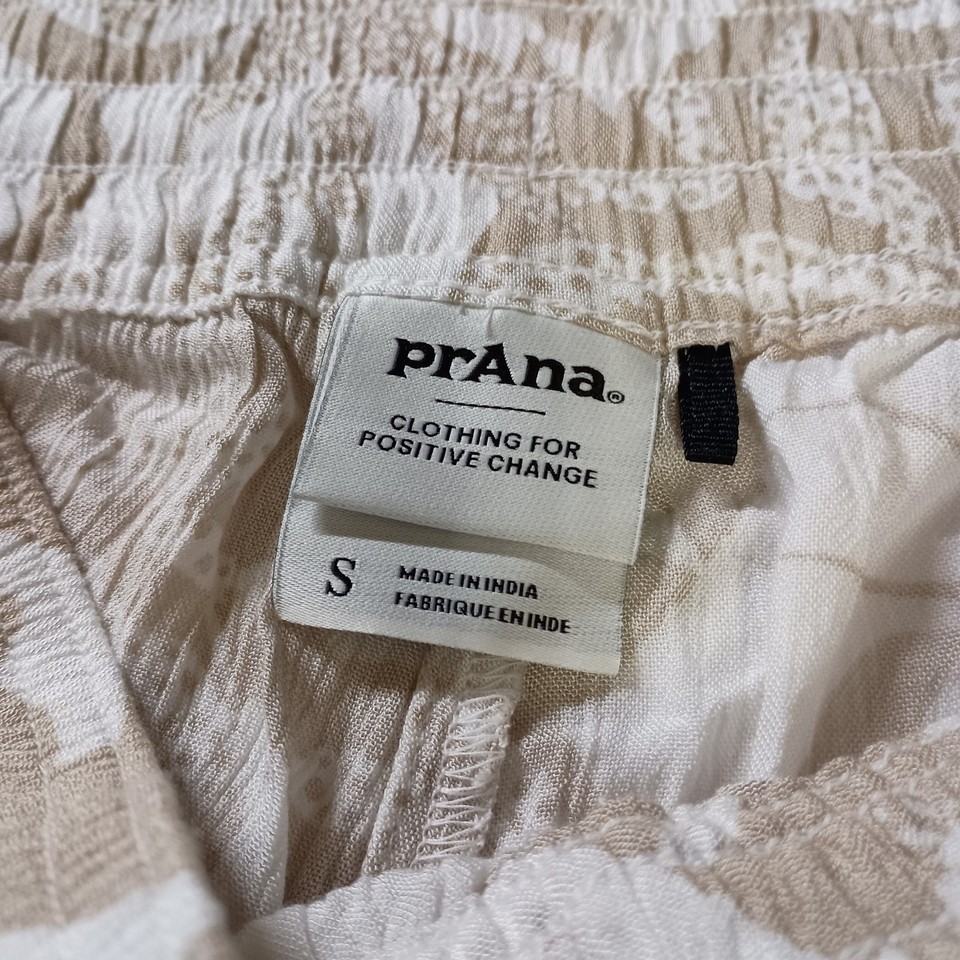 prAna®
CLOTHING FOR
POSITIVE CHANGE
S
MADE IN INDIA
FABRIQUE EN INDE